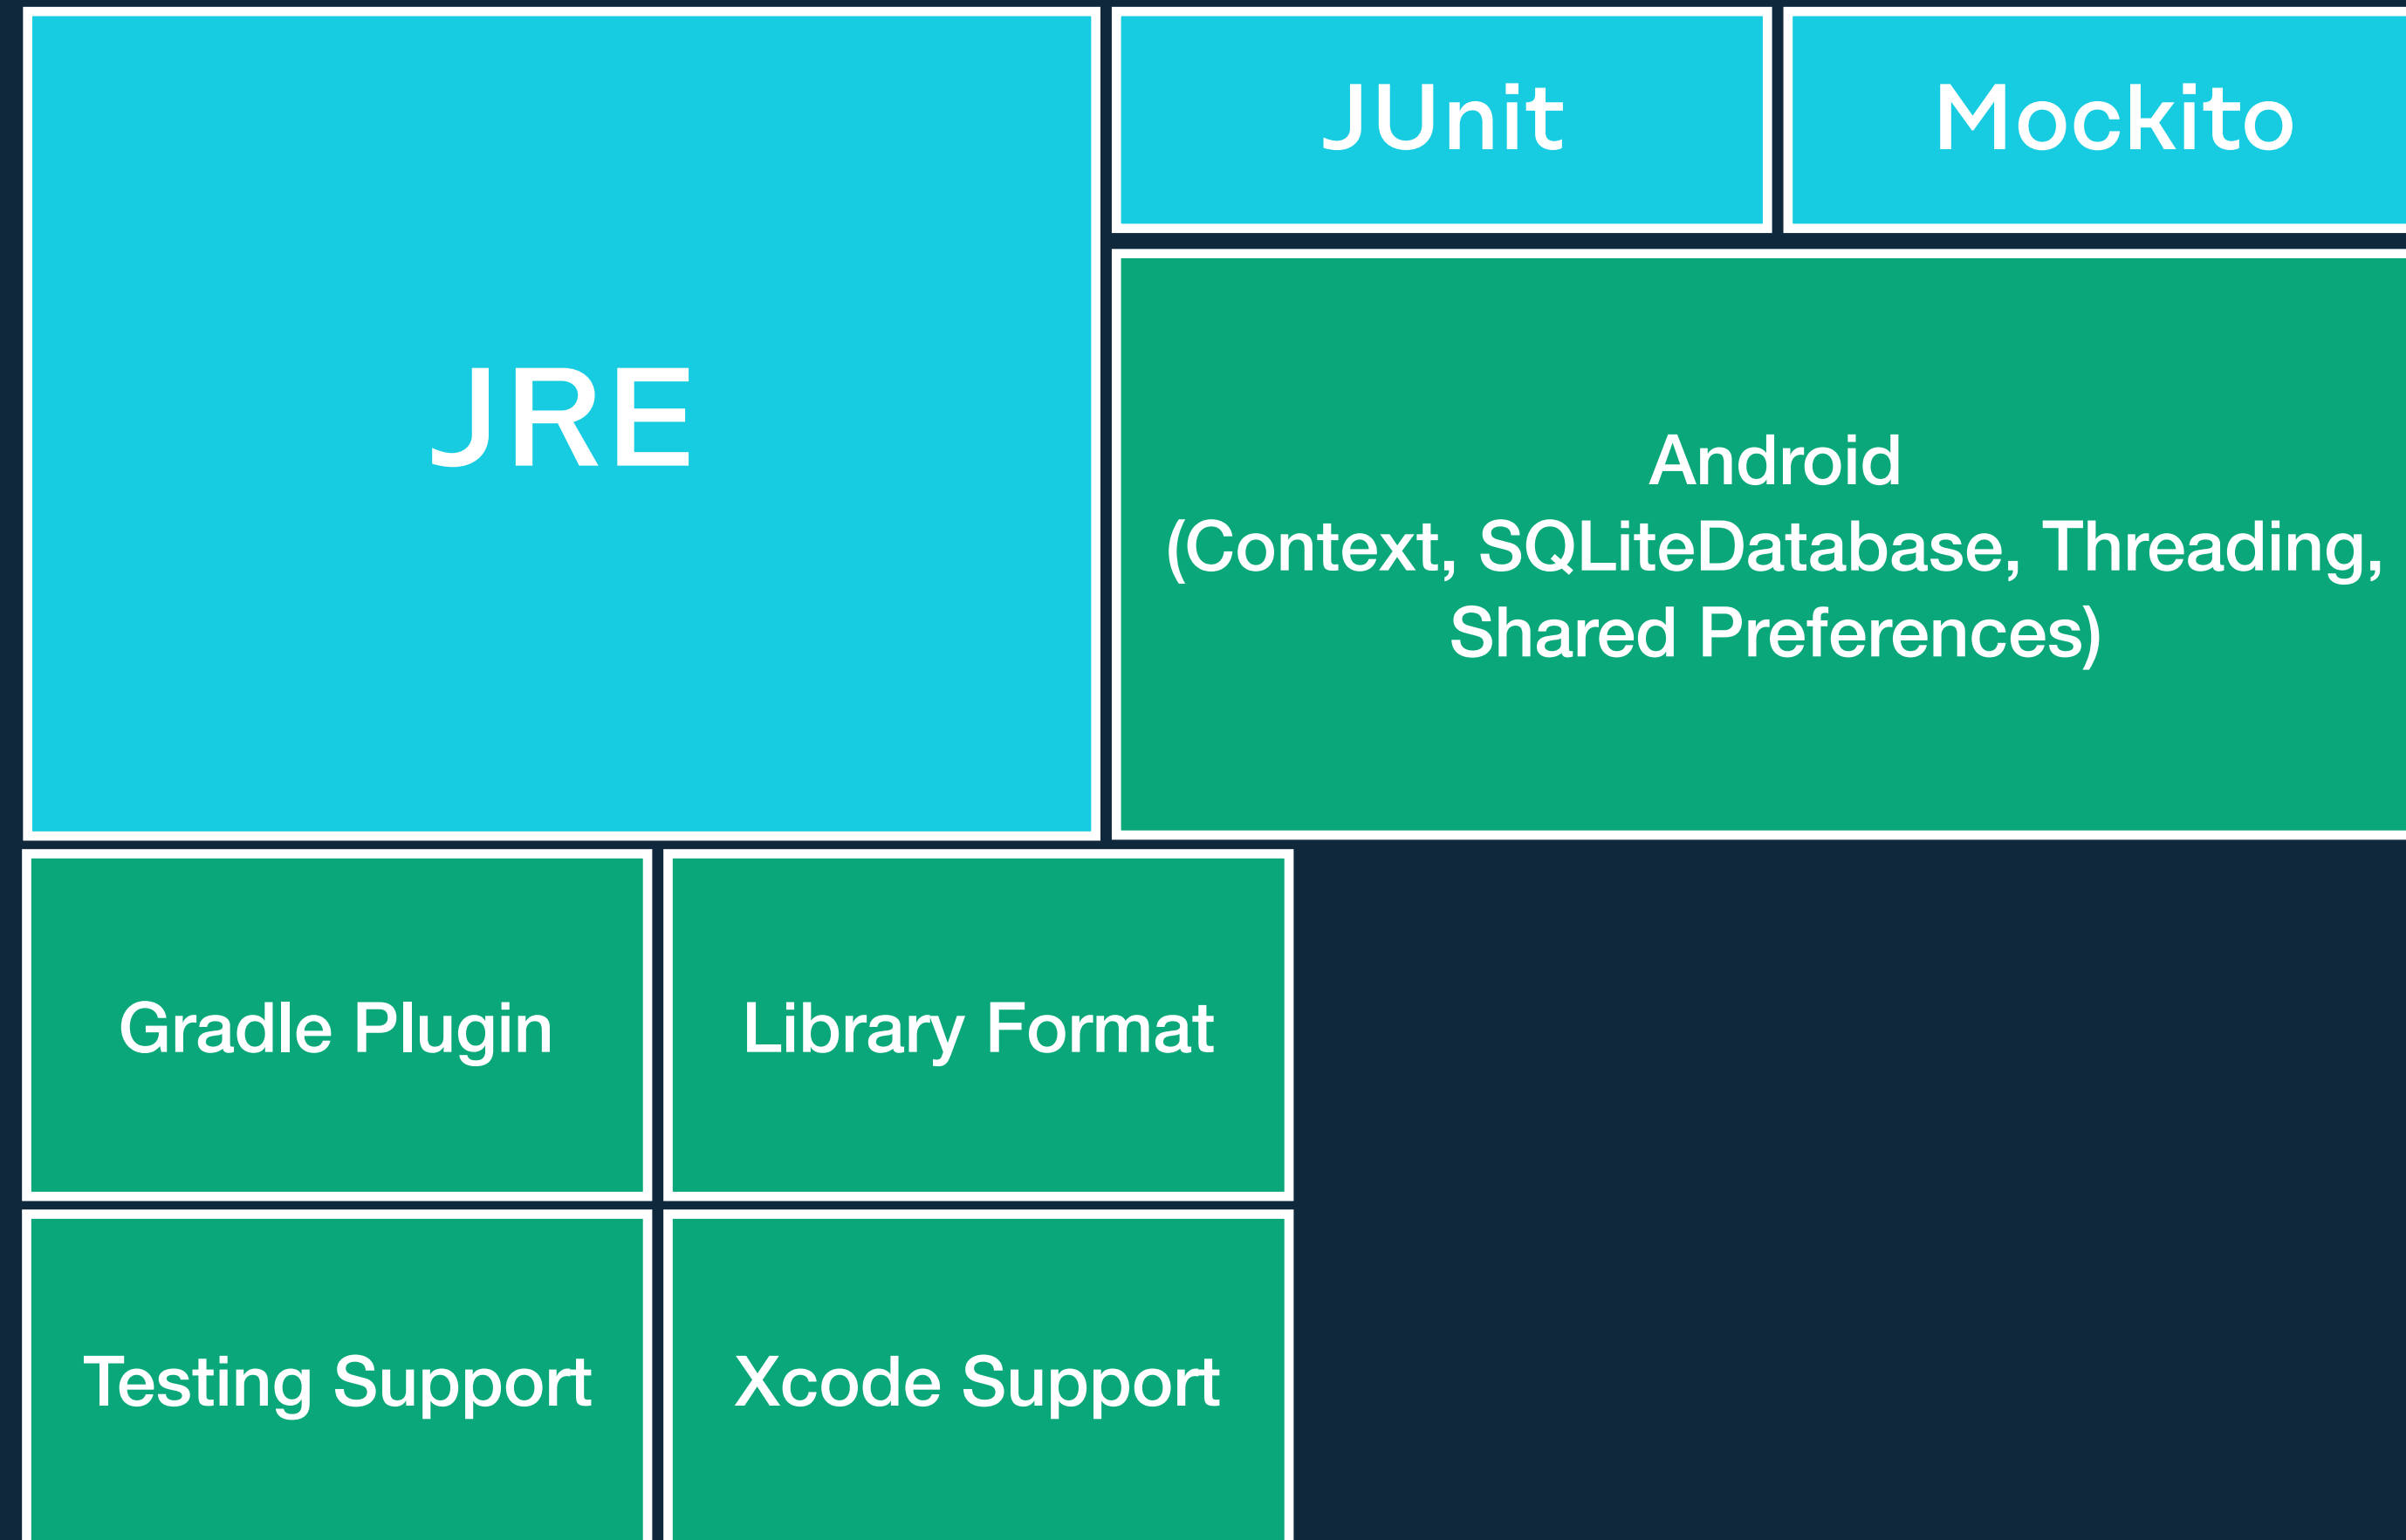 JRE
JUnit
Mockito
Android
(Context, SQLiteDatabase, Threading,
Shared Preferences)
Gradle Plugin
Library Format
Testing Support
Xcode Support